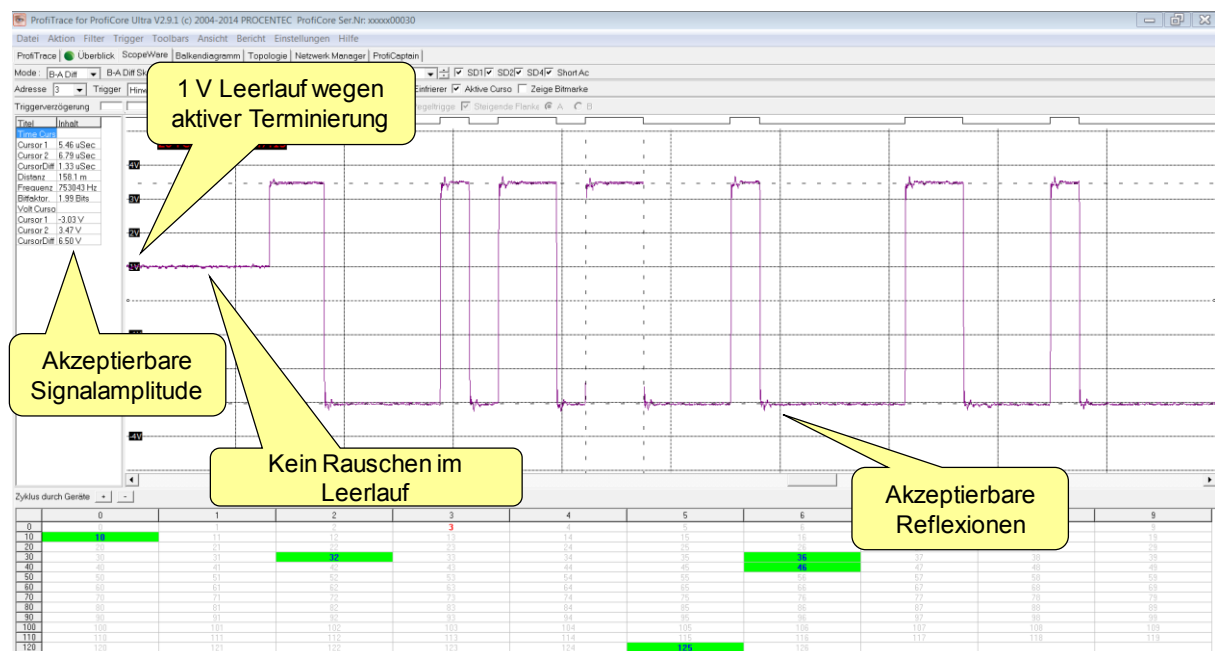 ProfiTrace for ProfiCore Ultra V2.9.1 (c) 2004-2014 PROCENTEC ProfiCore Ser.Nr: xxxxx00030
Datei Aktion Filter Trigger Toolbars Ansicht Bericht Einstellungen Hilfe
ProfiTrace Überblick ScopeWare Balkendiagramm Topologie Netzwerk Manager ProfiCaptain
Mode : B-A Diff B-A Diff Sk SD1 SD2 SD4 Short Ac
Adresse 3 Trigger Hinw Einfrierer Aktive Curso Zeige Bitmarke
Triggerverzögerung Steigende Flanke A B
1 V Leerlauf wegen
aktiver Terminierung
Titel Inhalt
Time Curs
Cursor 1 5.46 uSec
Cursor 2 6.79 uSec
CursorDiff 1.33 uSec
Distanz 158.1 m
Frequenz 753043 Hz
Bitfaktor. 1.99 Bits
Volt Curso
Cursor 1 -3.03 V
Cursor 2 3.47 V
CursorDiff 6.50 V
4V
3V
2V
1V
-4V
Akzeptierbare
Signalamplitude
Kein Rauschen im
Leerlauf
Akzeptierbare
Reflexionen
Zyklus durch Geräte + -
0 1 2 3 4 5 6 9
0 0 1 2 3 4 5 6 9
10 10 11 12 13 14 15 16 19
20 20 21 22 23 24 25 26 29
30 30 31 32 33 34 35 36 37 38 39
40 40 41 42 43 44 45 46 47 48 49
50 50 51 52 53 54 55 56 57 58 59
60 60 61 62 63 64 65 66 67 68 69
70 70 71 72 73 74 75 76 77 78 79
80 80 81 82 83 84 85 86 87 88 89
90 90 91 92 93 94 95 96 97 98 99
100 100 101 102 103 104 105 106 107 108 109
110 110 111 112 113 114 115 116 117 118 119
120 120 121 122 123 124 125 126